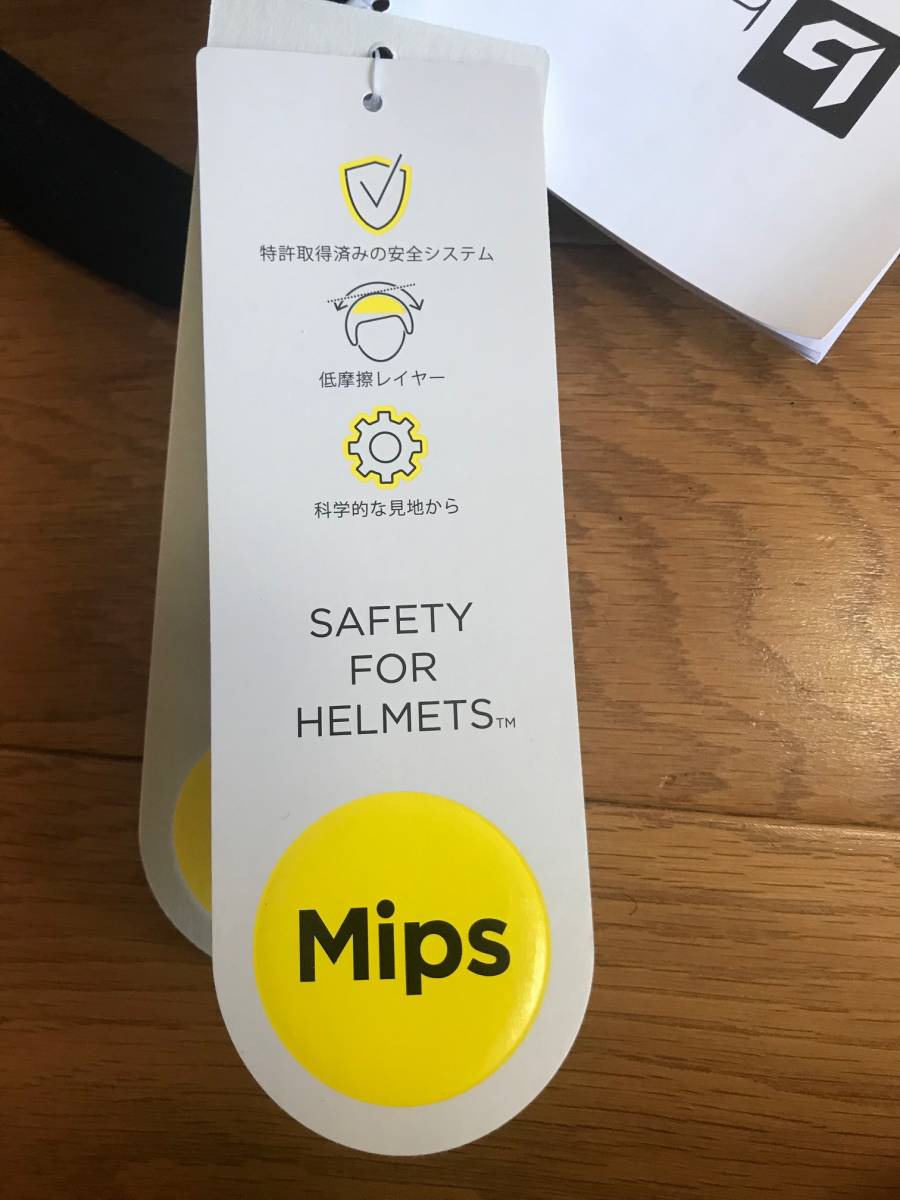 特許取得済みの安全システム
低摩擦レイヤー
科学的な見地から
SAFETY
FOR
HELMETS™
Mips